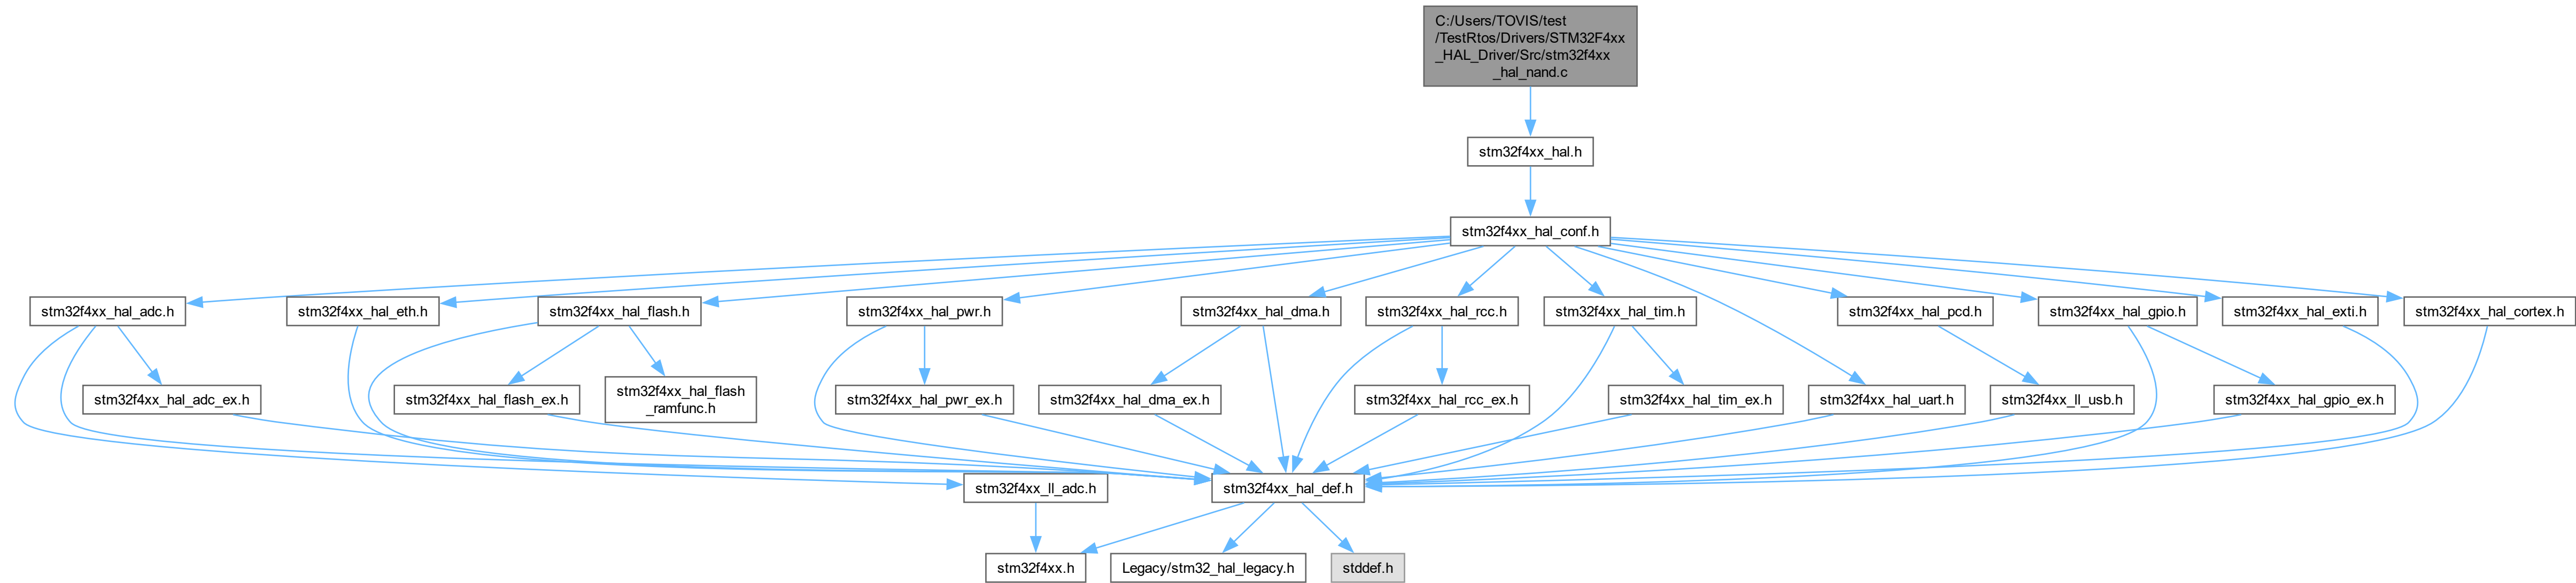 C:/Users/TOVIS/test
/TestRtos/Drivers/STM32F4xx
_HAL_Driver/Src/stm32f4xx
_hal_nand.c
stm32f4xx_hal.h
stm32f4xx_hal_conf.h
stm32f4xx_hal_adc.h
stm32f4xx_hal_eth.h
stm32f4xx_hal_flash.h
stm32f4xx_hal_pwr.h
stm32f4xx_hal_dma.h
stm32f4xx_hal_rcc.h
stm32f4xx_hal_tim.h
stm32f4xx_hal_pcd.h
stm32f4xx_hal_gpio.h
stm32f4xx_hal_exti.h
stm32f4xx_hal_cortex.h
stm32f4xx_hal_adc_ex.h
stm32f4xx_hal_flash_ex.h
stm32f4xx_hal_flash
_ramfunc.h
stm32f4xx_hal_pwr_ex.h
stm32f4xx_hal_dma_ex.h
stm32f4xx_hal_rcc_ex.h
stm32f4xx_hal_tim_ex.h
stm32f4xx_hal_uart.h
stm32f4xx_ll_usb.h
stm32f4xx_hal_gpio_ex.h
stm32f4xx_ll_adc.h
stm32f4xx_hal_def.h
stm32f4xx.h
Legacy/stm32_hal_legacy.h
stddef.h